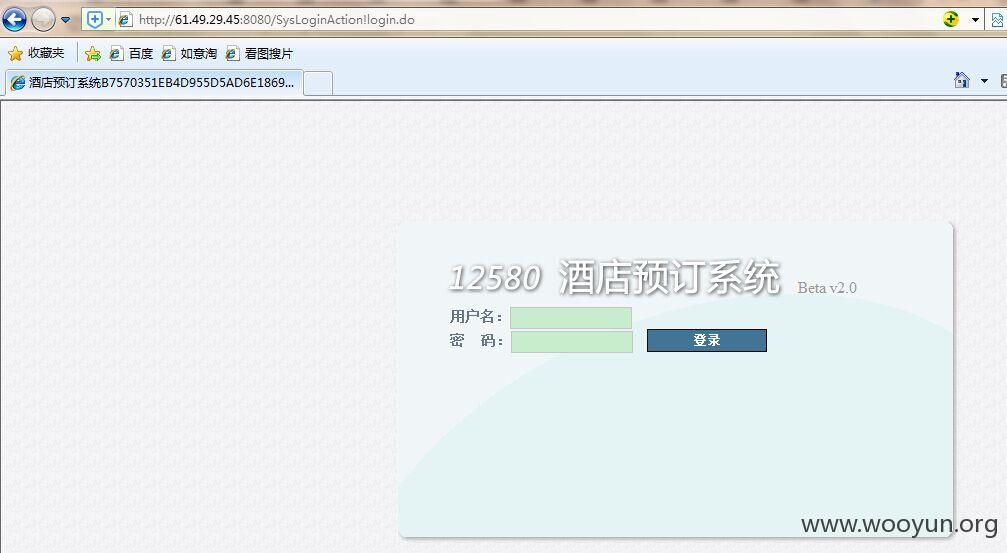 http://61.49.29.45:8080/SysLoginAction!login.do
收藏夹 百度 如意淘 看图搜片
酒店预订系统B7570351EB4D955D5AD6E1869...
12580 酒店预订系统 Beta v2.0
用户名：
密 码： 登录
www.wooyun.org